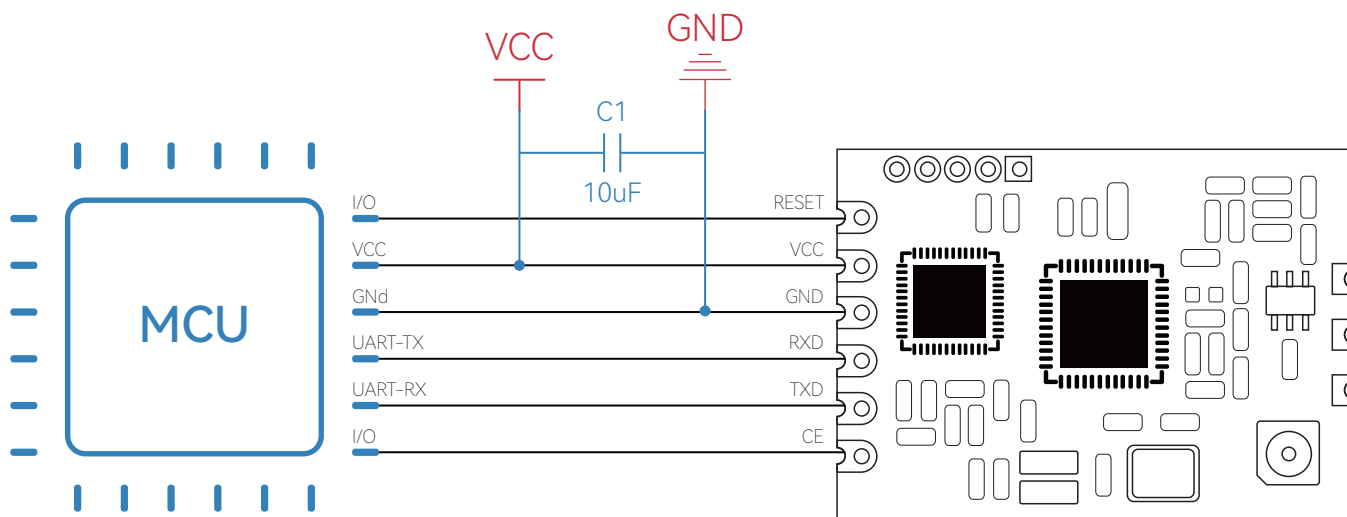 GND
VCC
C1
10uF
I/O
RESET
VCC
VCC
GNd
GND
MCU
UART-TX
RXD
UART-RX
TXD
I/O
CE